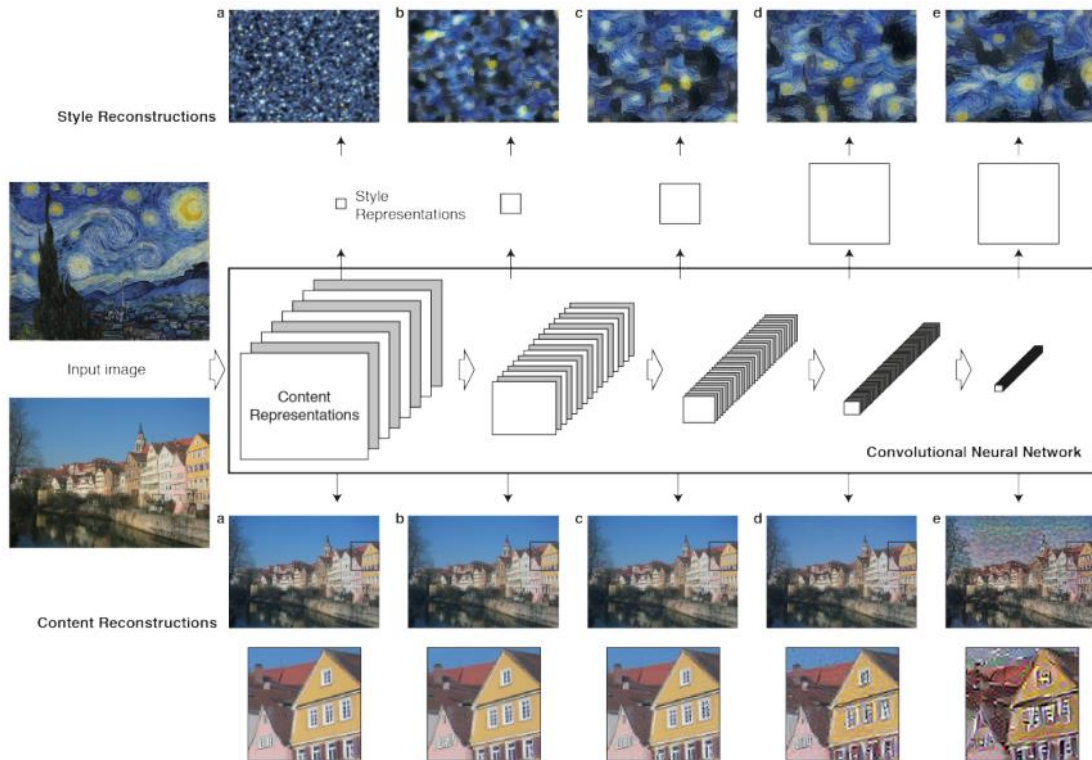 a
b
c
d
e
Style Reconstructions
Style
Representations
Input image
Content
Representations
Convolutional Neural Network
a
b
c
d
e
Content Reconstructions